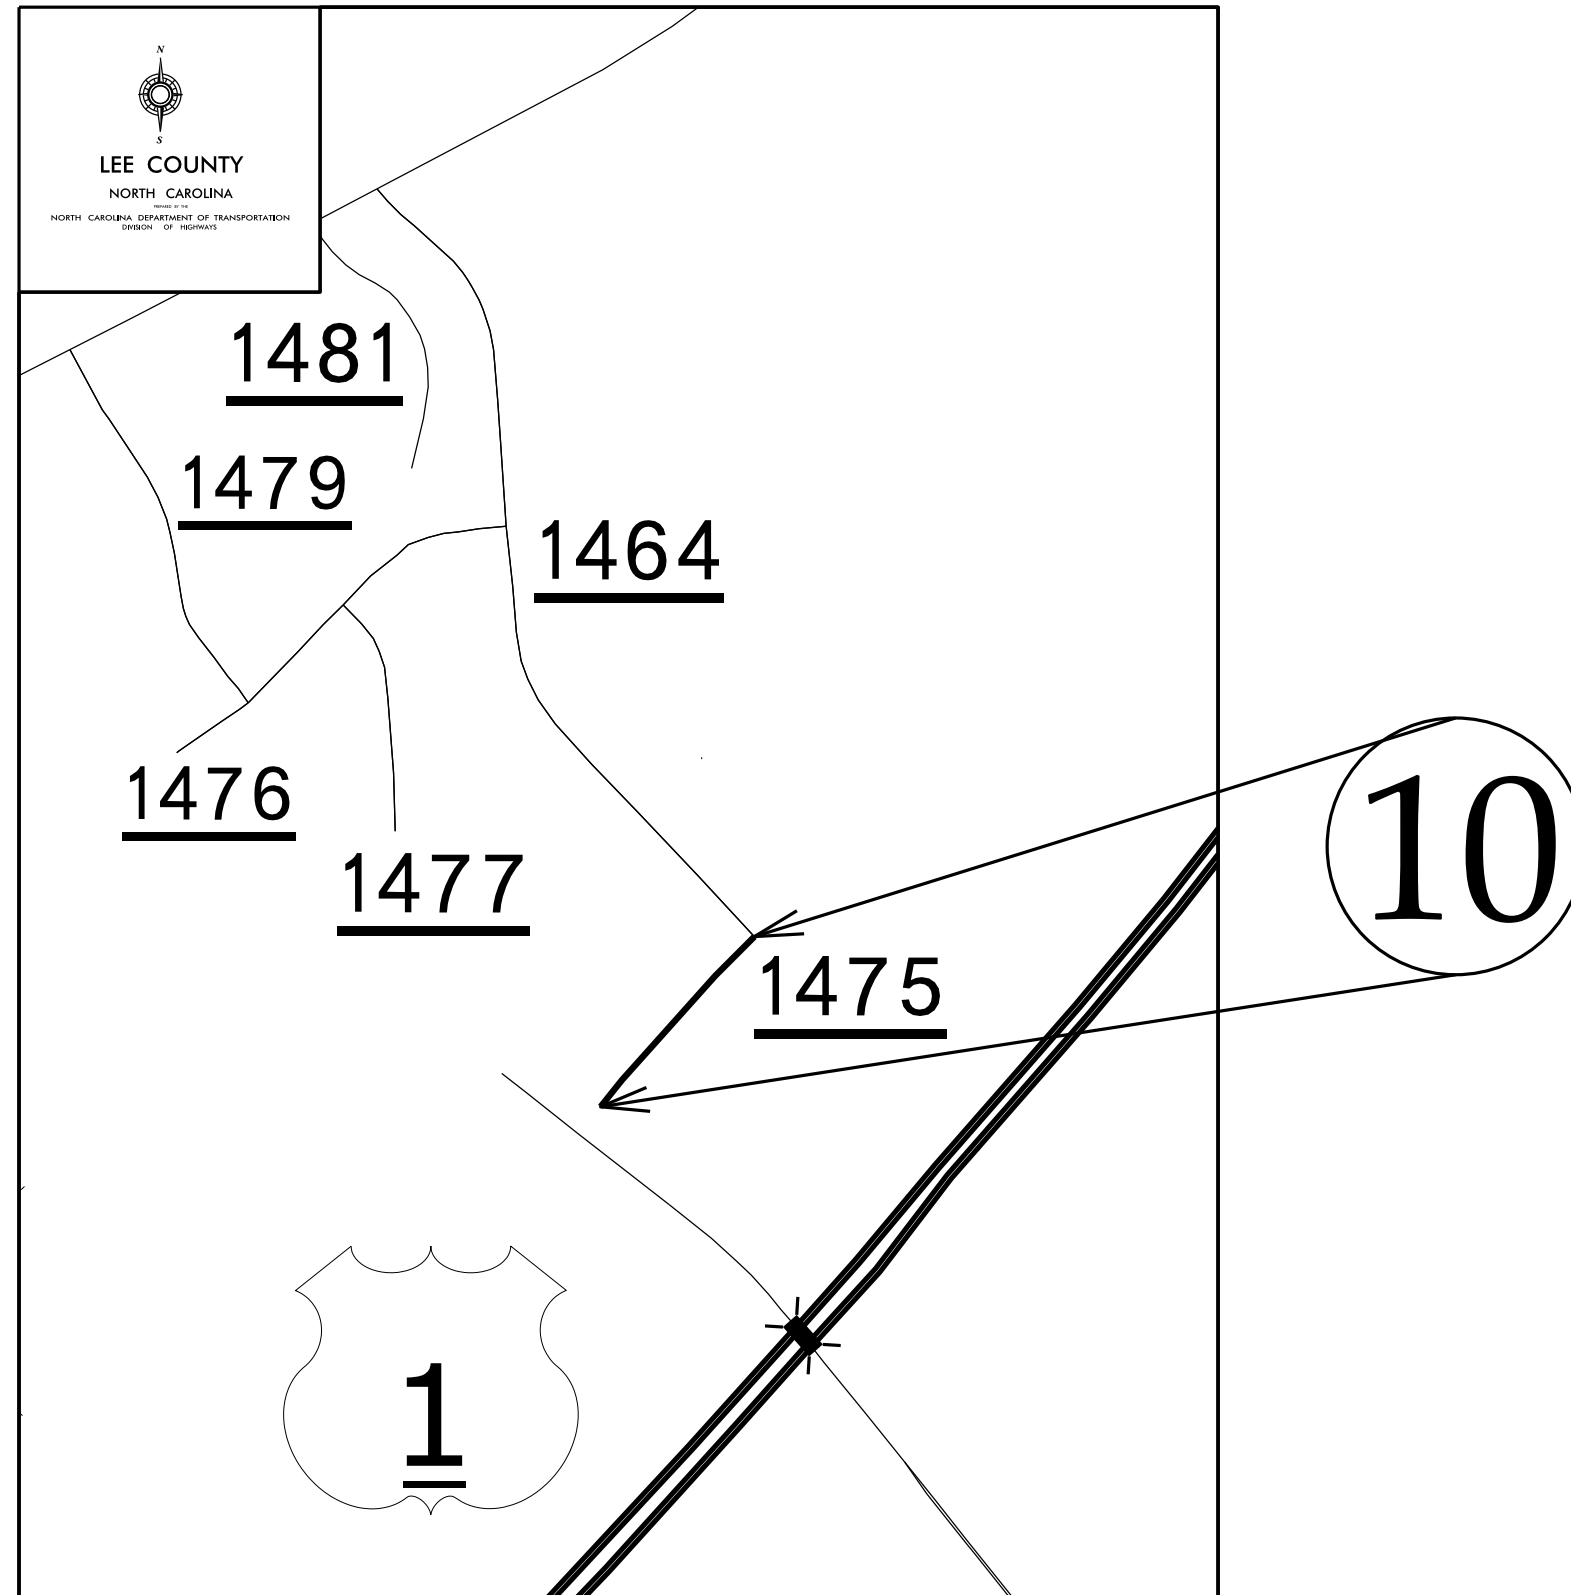 N
S
LEE COUNTY
NORTH CAROLINA
PREPARED BY THE
NORTH CAROLINA DEPARTMENT OF TRANSPORTATION
DIVISION OF HIGHWAYS
1481
1479
1464
1476
1477
10
1475
1